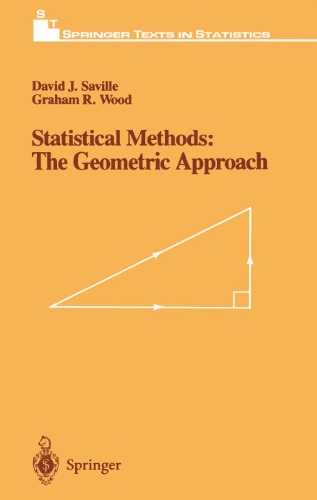 S
T
SPRINGER TEXTS IN STATISTICS
David J. Saville
Graham R. Wood
Statistical Methods:
The Geometric Approach
Springer